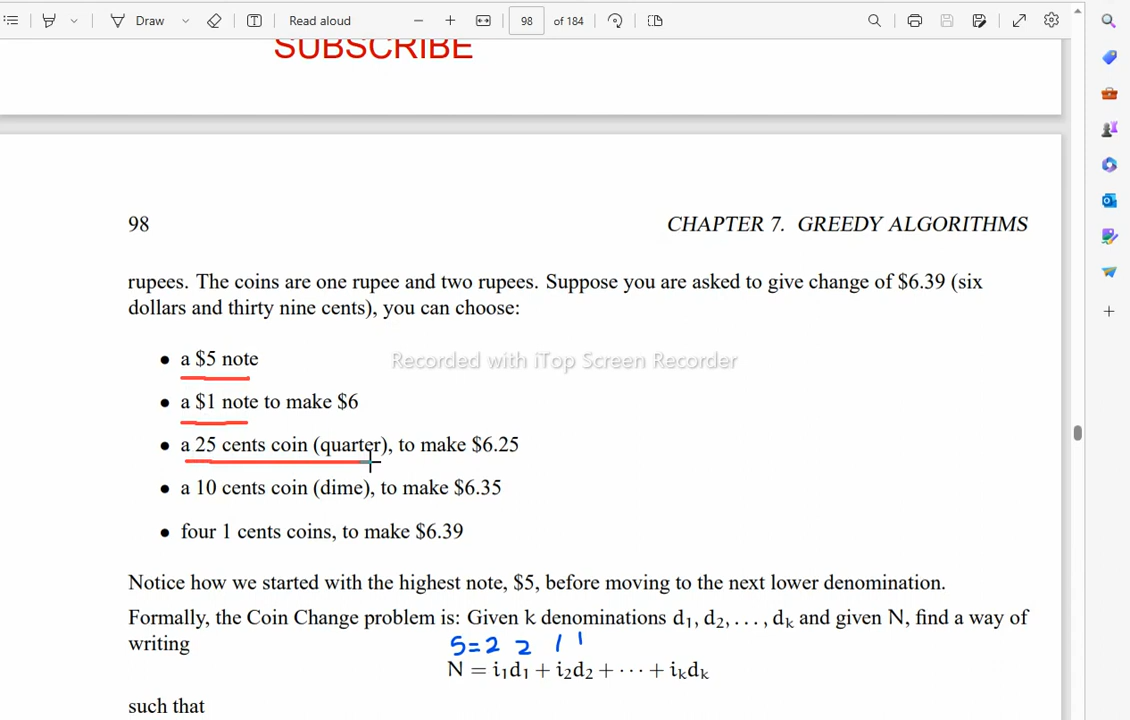 Draw
Read aloud
98 of 184
SUBSCRIBE
98 CHAPTER 7. GREEDY ALGORITHMS
rupees. The coins are one rupee and two rupees. Suppose you are asked to give change of $6.39 (six
dollars and thirty nine cents), you can choose:
Recorded with iTop Screen Recorder
• a $5 note
• a $1 note to make $6
• a 25 cents coin (quarter), to make $6.25
• a 10 cents coin (dime), to make $6.35
• four 1 cents coins, to make $6.39
Notice how we started with the highest note, $5, before moving to the next lower denomination.
Formally, the Coin Change problem is: Given k denominations d₁, d₂, . . . , dₖ and given N, find a way of
writing
5=2 2 1 1
N = i₁d₁ + i₂d₂ + · · · + iₖdₖ
such that